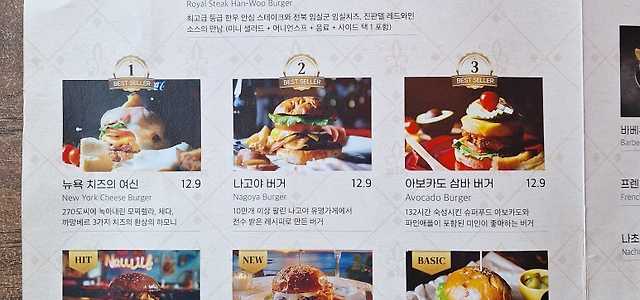 Royal Steak Han-Woo Burger
최고급 등급 한우 안심 스테이크와 전북 임실군 임실치즈, 진판델 레드와인
소스의 만남 (미니 샐러드 + 어니언스프 + 음료 + 사이드 택 1 포함)
1
BEST SELLER
2
BEST SELLER
3
BEST SELLER
뉴욕 치즈의 여신 12.9
New York Cheese Burger
270도씨에 녹아내린 모짜렐라, 체다,
까망베르 3가지 치즈의 환상의 하모니
나고야 버거 12.9
Nagoya Burger
10만개 이상 팔린 나고야 유명가게에서
전수 받은 레시피로 만든 버거
아보카도 삼바 버거 12.9
Avocado Burger
132시간 숙성시킨 슈퍼푸드 아보카도와
파인애플이 포함된 미인이 좋아하는 버거
HIT
NEW
BASIC
바베
Barbe
프렌
French
나초
Nach